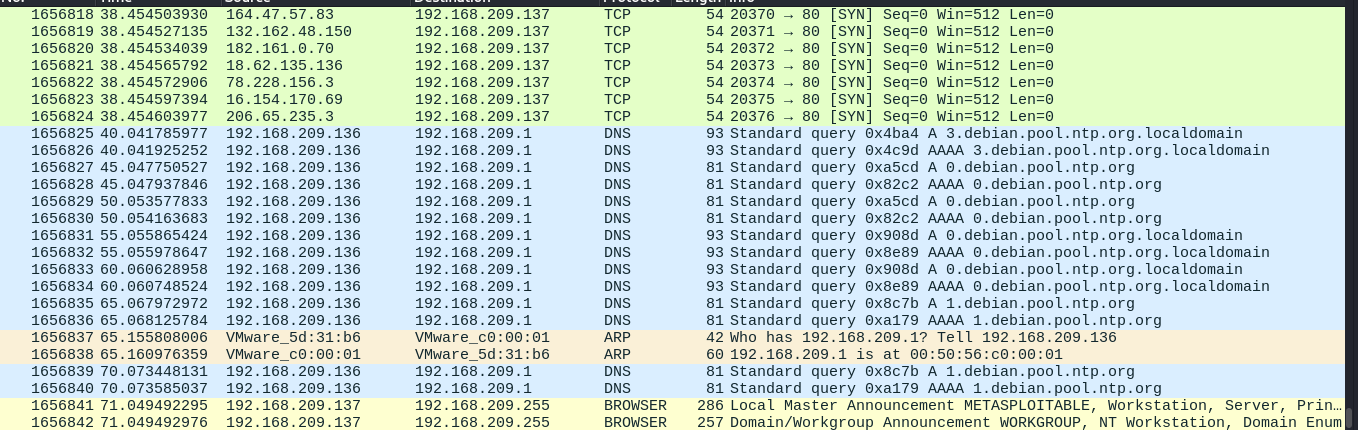 No. Time Source Destination Protocol Length Info
1656818 38.454503930 164.47.57.83 192.168.209.137 TCP 54 20370 → 80 [SYN] Seq=0 Win=512 Len=0
1656819 38.454527135 132.162.48.150 192.168.209.137 TCP 54 20371 → 80 [SYN] Seq=0 Win=512 Len=0
1656820 38.454534039 182.161.0.70 192.168.209.137 TCP 54 20372 → 80 [SYN] Seq=0 Win=512 Len=0
1656821 38.454565792 18.62.135.136 192.168.209.137 TCP 54 20373 → 80 [SYN] Seq=0 Win=512 Len=0
1656822 38.454572906 78.228.156.3 192.168.209.137 TCP 54 20374 → 80 [SYN] Seq=0 Win=512 Len=0
1656823 38.454597394 16.154.170.69 192.168.209.137 TCP 54 20375 → 80 [SYN] Seq=0 Win=512 Len=0
1656824 38.454603977 206.65.235.3 192.168.209.137 TCP 54 20376 → 80 [SYN] Seq=0 Win=512 Len=0
1656825 40.041785977 192.168.209.136 192.168.209.1 DNS 93 Standard query 0x4ba4 A 3.debian.pool.ntp.org.localdomain
1656826 40.041925252 192.168.209.136 192.168.209.1 DNS 93 Standard query 0x4c9d AAAA 3.debian.pool.ntp.org.localdomain
1656827 45.047750527 192.168.209.136 192.168.209.1 DNS 81 Standard query 0xa5cd A 0.debian.pool.ntp.org
1656828 45.047937846 192.168.209.136 192.168.209.1 DNS 81 Standard query 0x82c2 AAAA 0.debian.pool.ntp.org
1656829 50.053577833 192.168.209.136 192.168.209.1 DNS 81 Standard query 0xa5cd A 0.debian.pool.ntp.org
1656830 50.054163683 192.168.209.136 192.168.209.1 DNS 81 Standard query 0x82c2 AAAA 0.debian.pool.ntp.org
1656831 55.055865424 192.168.209.136 192.168.209.1 DNS 93 Standard query 0x908d A 0.debian.pool.ntp.org.localdomain
1656832 55.055978647 192.168.209.136 192.168.209.1 DNS 93 Standard query 0x8e89 AAAA 0.debian.pool.ntp.org.localdomain
1656833 60.060628958 192.168.209.136 192.168.209.1 DNS 93 Standard query 0x908d A 0.debian.pool.ntp.org.localdomain
1656834 60.060748524 192.168.209.136 192.168.209.1 DNS 93 Standard query 0x8e89 AAAA 0.debian.pool.ntp.org.localdomain
1656835 65.067972972 192.168.209.136 192.168.209.1 DNS 81 Standard query 0x8c7b A 1.debian.pool.ntp.org
1656836 65.068125784 192.168.209.136 192.168.209.1 DNS 81 Standard query 0xa179 AAAA 1.debian.pool.ntp.org
1656837 65.155808006 VMware_5d:31:b6 VMware_c0:00:01 ARP 42 Who has 192.168.209.1? Tell 192.168.209.136
1656838 65.160976359 VMware_c0:00:01 VMware_5d:31:b6 ARP 60 192.168.209.1 is at 00:50:56:c0:00:01
1656839 70.073448131 192.168.209.136 192.168.209.1 DNS 81 Standard query 0x8c7b A 1.debian.pool.ntp.org
1656840 70.073585037 192.168.209.136 192.168.209.1 DNS 81 Standard query 0xa179 AAAA 1.debian.pool.ntp.org
1656841 71.049492295 192.168.209.137 192.168.209.255 BROWSER 286 Local Master Announcement METASPLOITABLE, Workstation, Server, Prin…
1656842 71.049492976 192.168.209.137 192.168.209.255 BROWSER 257 Domain/Workgroup Announcement WORKGROUP, NT Workstation, Domain Enum